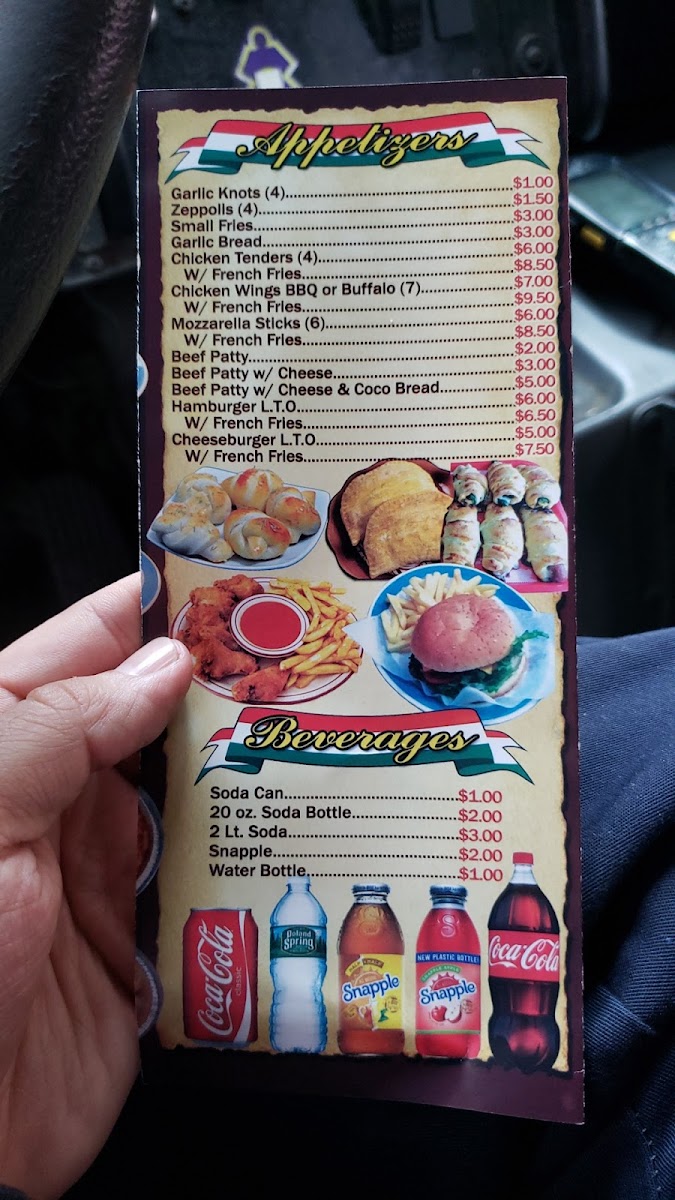 Appetizers
Garlic Knots (4)....$1.00
Zeppolis (4)....$1.50
Small Fries....$3.00
Garlic Bread....$3.00
Chicken Tenders (4)....$6.00
W/ French Fries....$8.50
Chicken Wings BBQ or Buffalo (7)....$7.00
W/ French Fries....$9.50
Mozzarella Sticks (6)....$6.00
W/ French Fries....$8.50
Beef Patty....$2.00
Beef Patty w/ Cheese....$3.00
Beef Patty w/ Cheese & Coco Bread....$5.00
Hamburger L.T.O....$6.00
W/ French Fries....$6.50
Cheeseburger L.T.O....$5.00
W/ French Fries....$7.50
Beverages
Soda Can....$1.00
20 oz. Soda Bottle....$2.00
2 Lt. Soda....$3.00
Snapple....$2.00
Water Bottle....$1.00
Coca-Cola
classic
Poland
Spring
Snapple
NEW PLASTIC BOTTLE!
Snapple
Coca-Cola